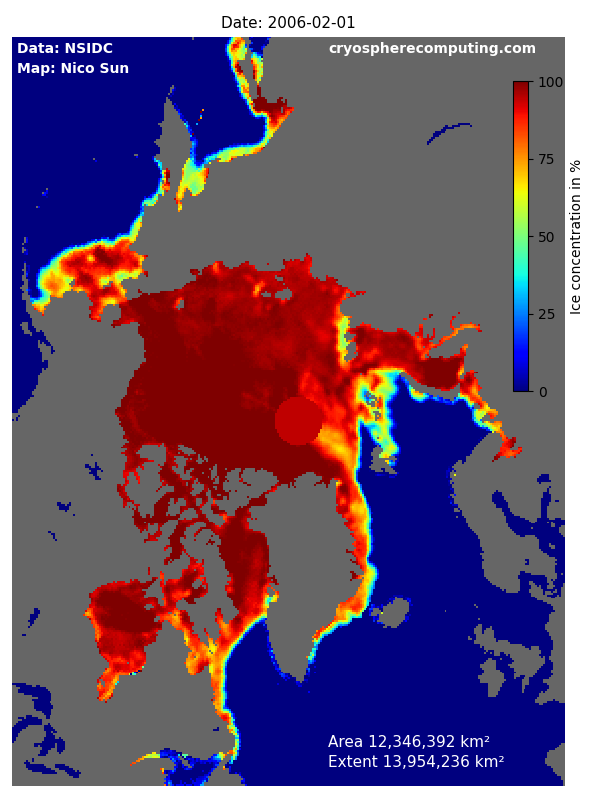 Date: 2006-02-01
Data: NSIDC
Map: Nico Sun
cryospherecomputing.com
100
75
50
25
0
Ice concentration in %
Area 12,346,392 km²
Extent 13,954,236 km²